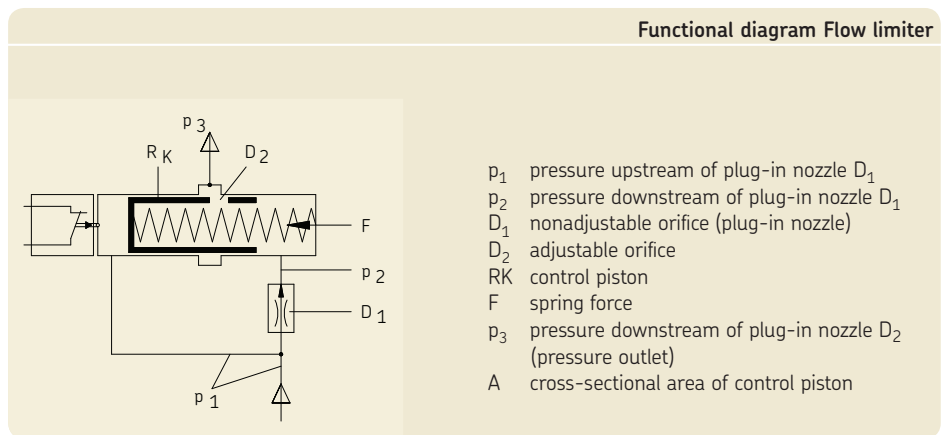 Functional diagram Flow limiter
p3
RK D2
F
p2
D1
p1
p1 pressure upstream of plug-in nozzle D1
p2 pressure downstream of plug-in nozzle D1
D1 nonadjustable orifice (plug-in nozzle)
D2 adjustable orifice
RK control piston
F spring force
p3 pressure downstream of plug-in nozzle D2
(pressure outlet)
A cross-sectional area of control piston